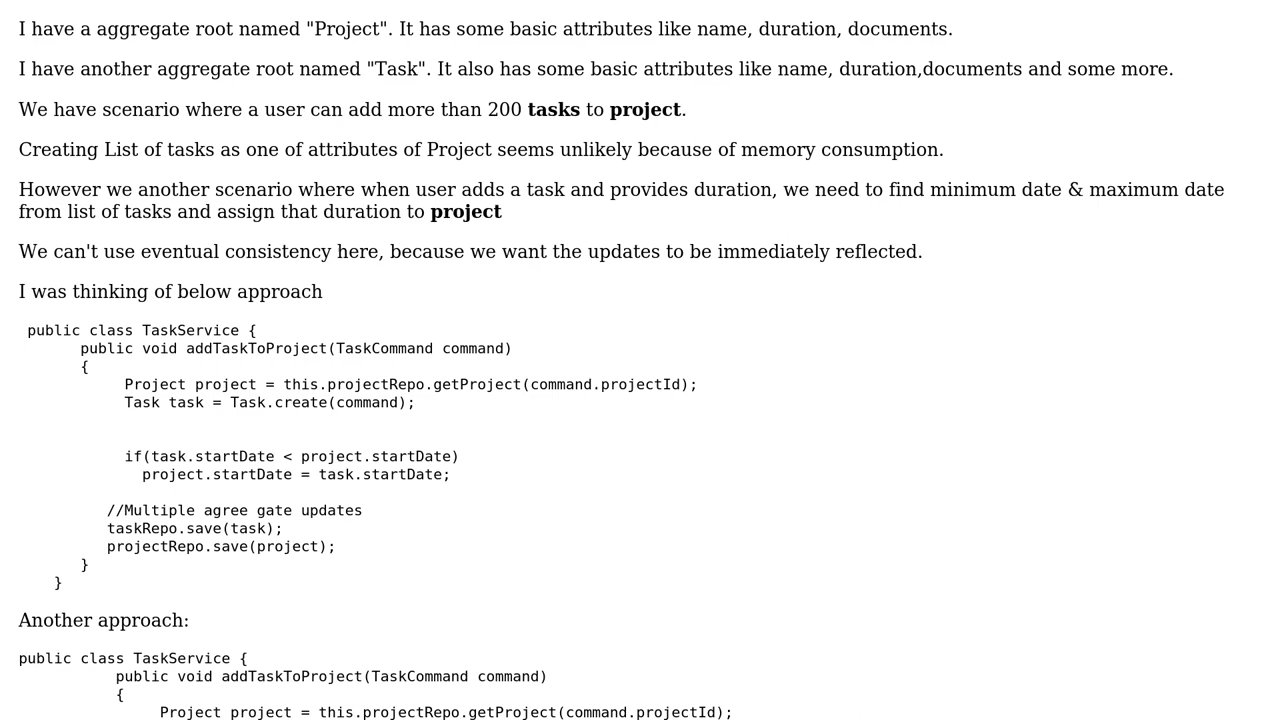 I have a aggregate root named "Project". It has some basic attributes like name, duration, documents.
I have another aggregate root named "Task". It also has some basic attributes like name, duration,documents and some more.
We have scenario where a user can add more than 200 tasks to project.
Creating List of tasks as one of attributes of Project seems unlikely because of memory consumption.
However we another scenario where when user adds a task and provides duration, we need to find minimum date & maximum date
from list of tasks and assign that duration to project
We can't use eventual consistency here, because we want the updates to be immediately reflected.
I was thinking of below approach
public class TaskService {
public void addTaskToProject(TaskCommand command)
{
Project project = this.projectRepo.getProject(command.projectId);
Task task = Task.create(command);
if(task.startDate < project.startDate)
project.startDate = task.startDate;
//Multiple agree gate updates
taskRepo.save(task);
projectRepo.save(project);
}
}
Another approach:
public class TaskService {
public void addTaskToProject(TaskCommand command)
{
Project project = this.projectRepo.getProject(command.projectId);